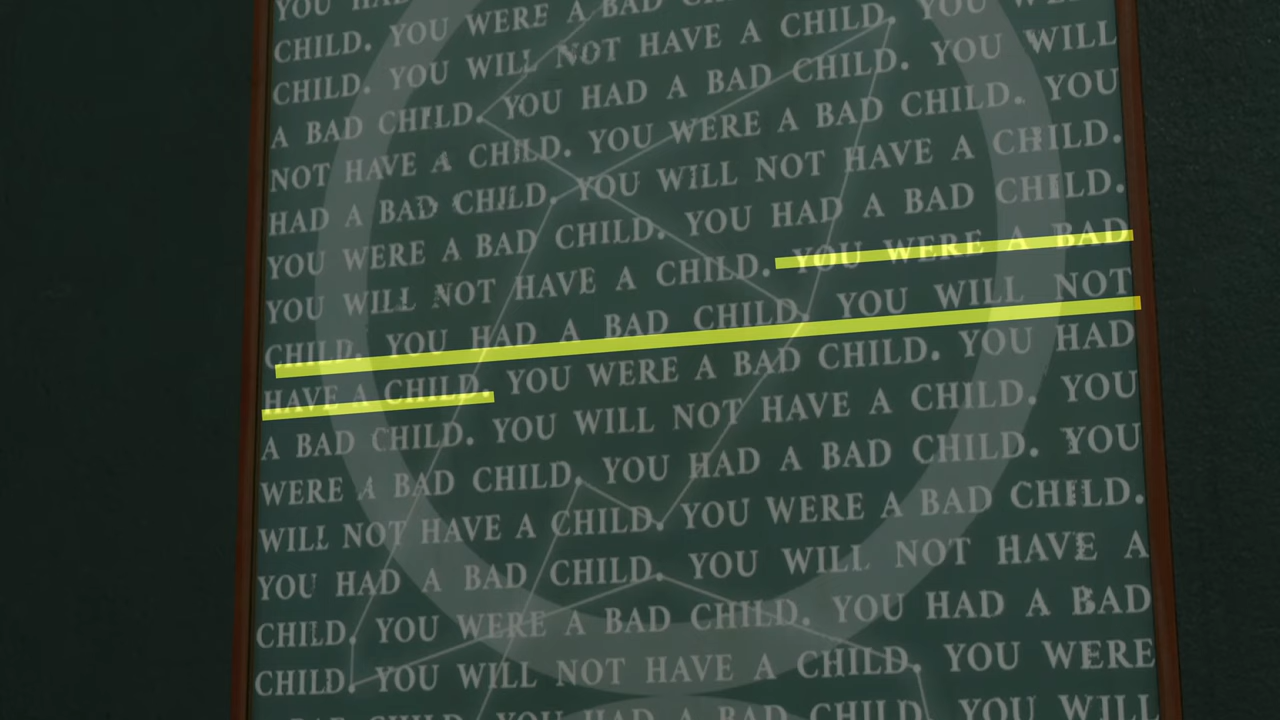 YOU HAD
CHILD. YOU WERE A BAD
CHILD. YOU WILL NOT HAVE A CHILD. YOU
A BAD CHILD. YOU HAD A BAD CHILD. YOU WILL
NOT HAVE A CHILD. YOU WERE A BAD CHILD. YOU
HAD A BAD CHILD. YOU WILL NOT HAVE A CHILD.
YOU WERE A BAD CHILD. YOU HAD A BAD CHILD.
YOU WILL NOT HAVE A CHILD. YOU WERE A BAD
CHILD. YOU HAD A BAD CHILD. YOU WILL NOT
HAVE A CHILD. YOU WERE A BAD CHILD. YOU HAD
A BAD CHILD. YOU WILL NOT HAVE A CHILD. YOU
WERE A BAD CHILD. YOU HAD A BAD CHILD. YOU
WILL NOT HAVE A CHILD. YOU WERE A BAD CHILD.
YOU HAD A BAD CHILD. YOU WILL NOT HAVE A
CHILD. YOU WERE A BAD CHILD. YOU HAD A BAD
CHILD. YOU WILL NOT HAVE A CHILD. YOU WERE
A BAD CHILD. YOU HAD A BAD CHILD. YOU WILL